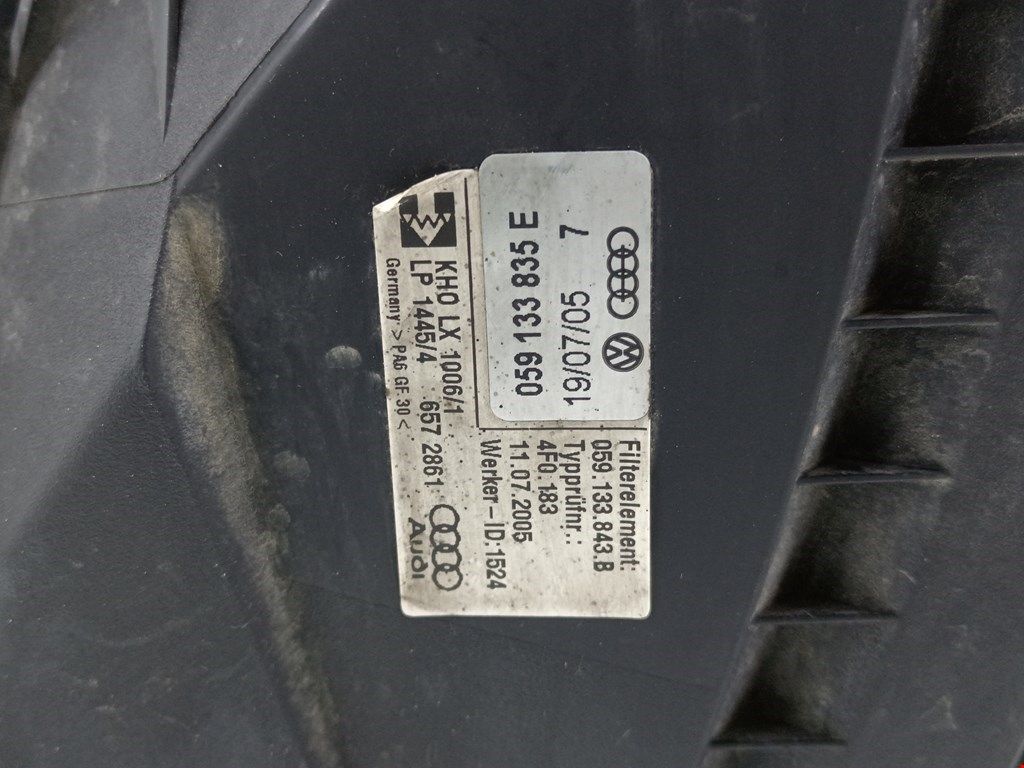 059 133 835 E
19/07/05 7
Filterelement:
059.133.843.B
Typprüfnr.:
4F0.183
11.07.2005
Werker-ID:1524
KHD LX 1006/1
LP 1445/4 657 2861
Germany > PA6 GF 30 <
Audi